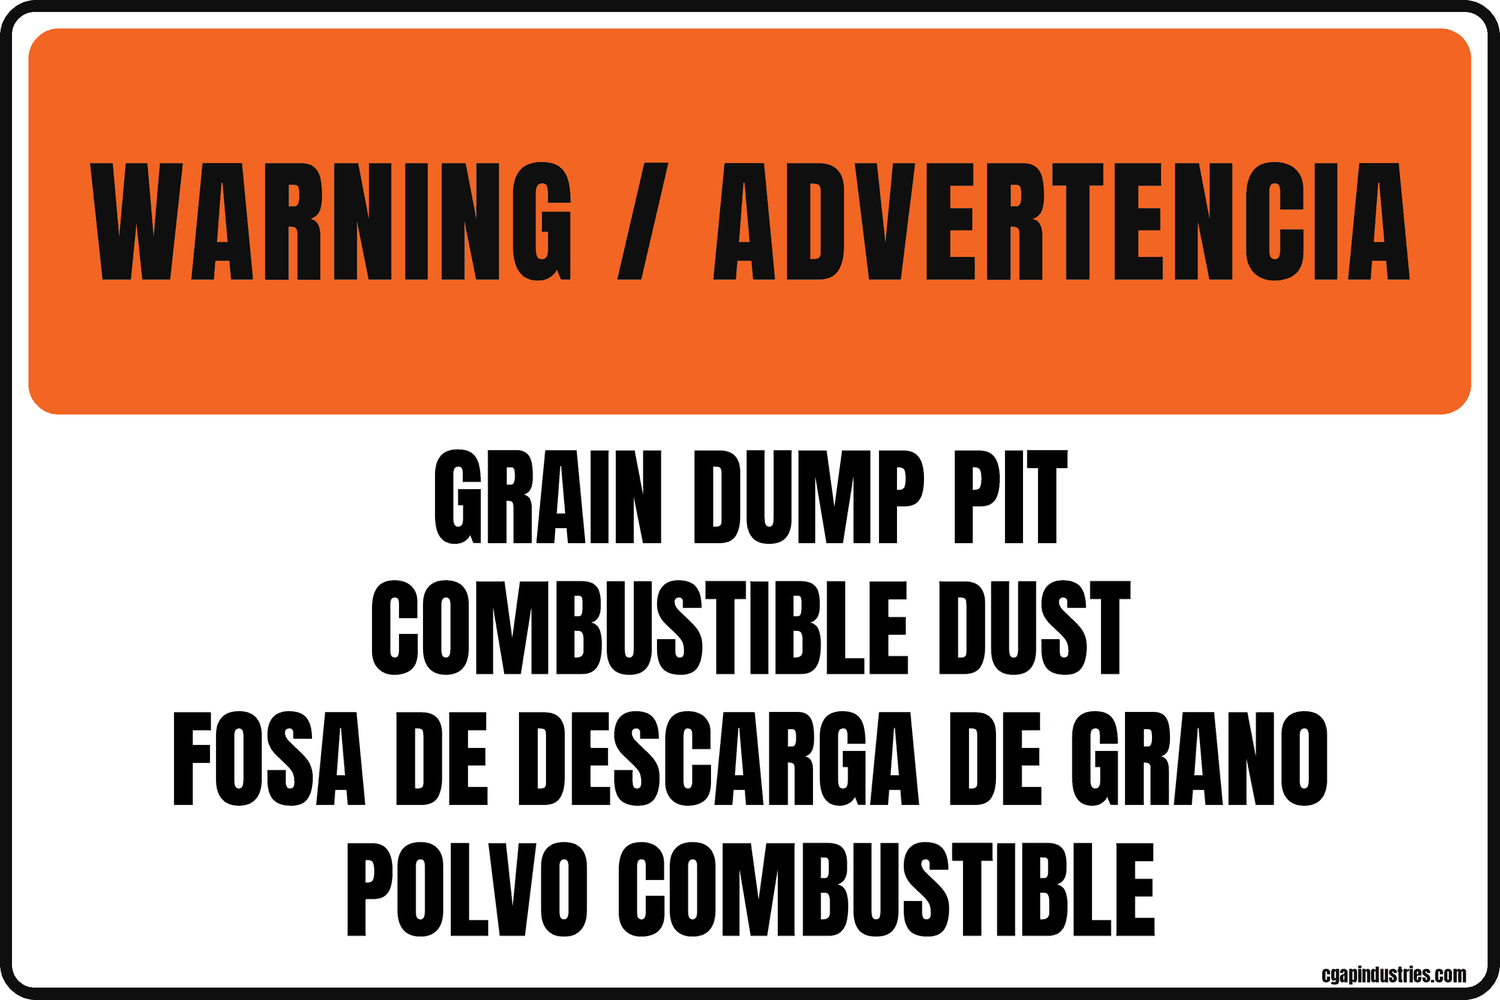 WARNING / ADVERTENCIA
GRAIN DUMP PIT
COMBUSTIBLE DUST
FOSA DE DESCARGA DE GRANO
POLVO COMBUSTIBLE
cgapindustries.com